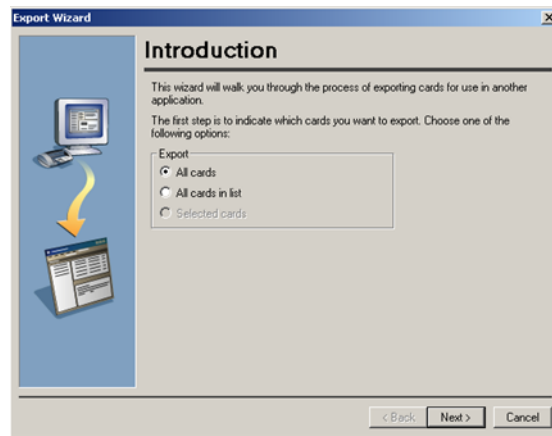 Export Wizard
Introduction
This wizard will walk you through the process of exporting cards for use in another
application.
The first step is to indicate which cards you want to export. Choose one of the
following options:
Export
All cards
All cards in list
Selected cards
< Back
Next >
Cancel